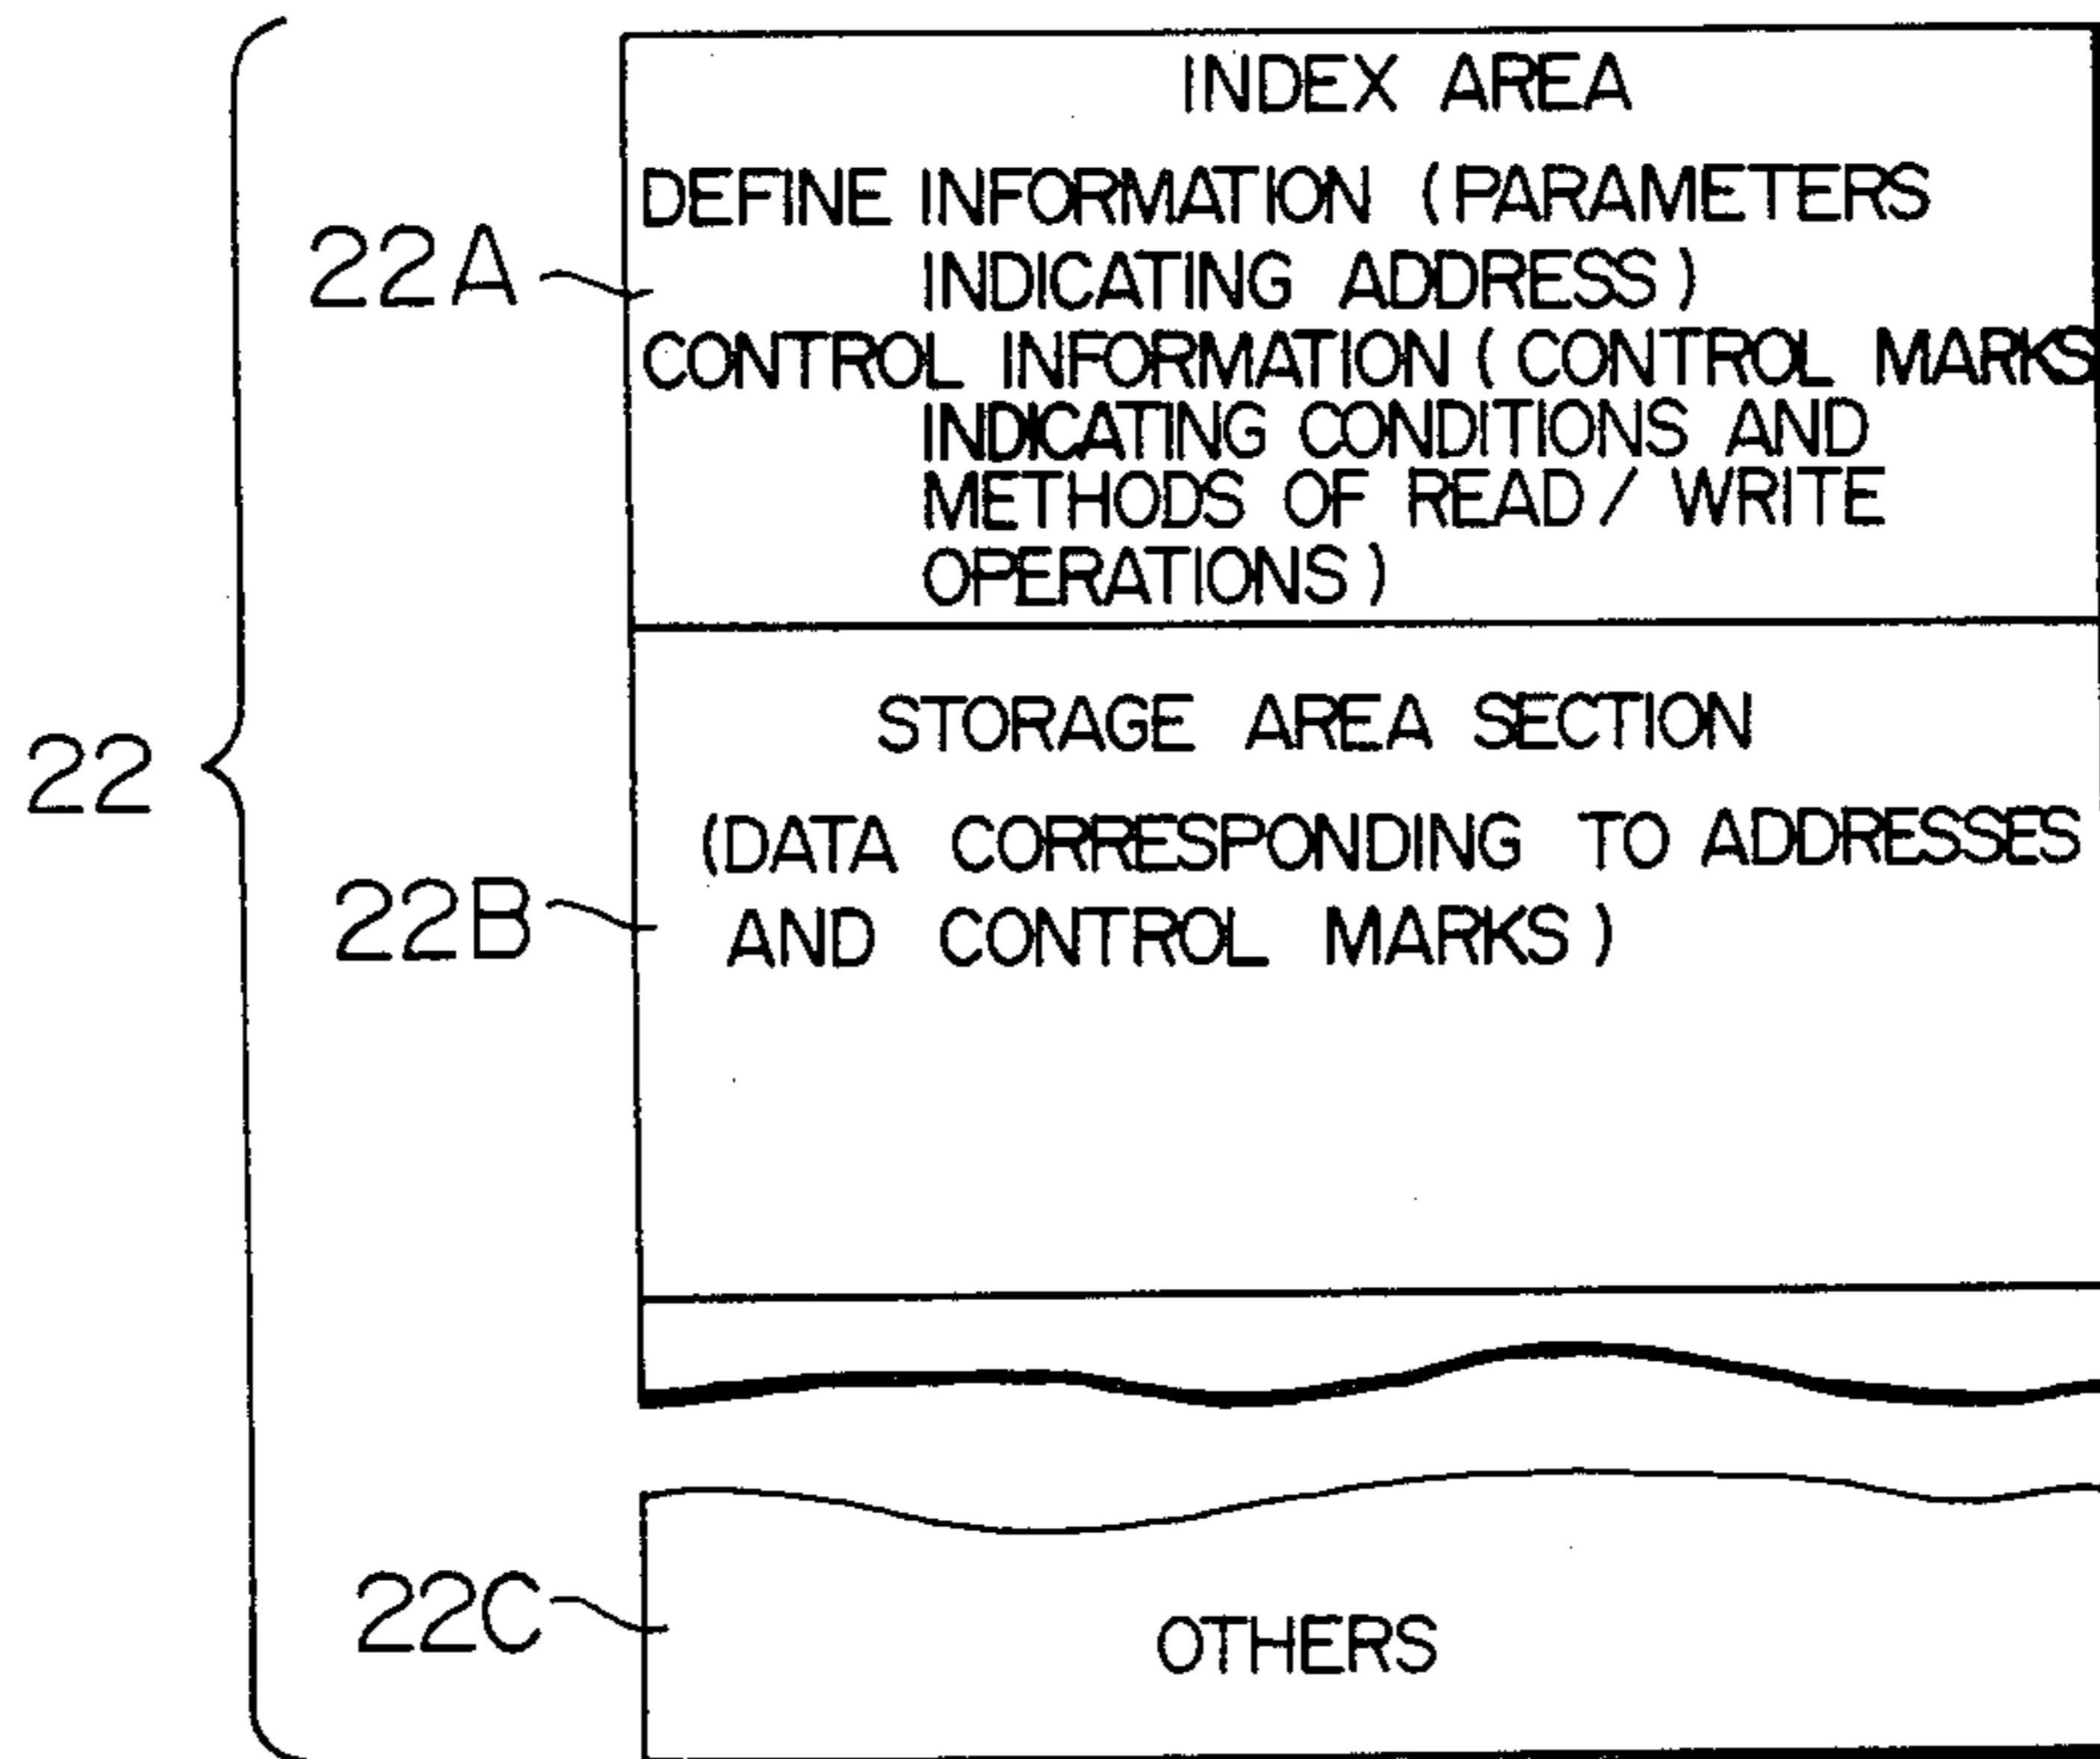 INDEX AREA
DEFINE INFORMATION (PARAMETERS
INDICATING ADDRESS)
22A
CONTROL INFORMATION (CONTROL MARKS
INDICATING CONDITIONS AND
METHODS OF READ/WRITE
OPERATIONS)
STORAGE AREA SECTION
22
(DATA CORRESPONDING TO ADDRESSES
22B
AND CONTROL MARKS)
22C
OTHERS